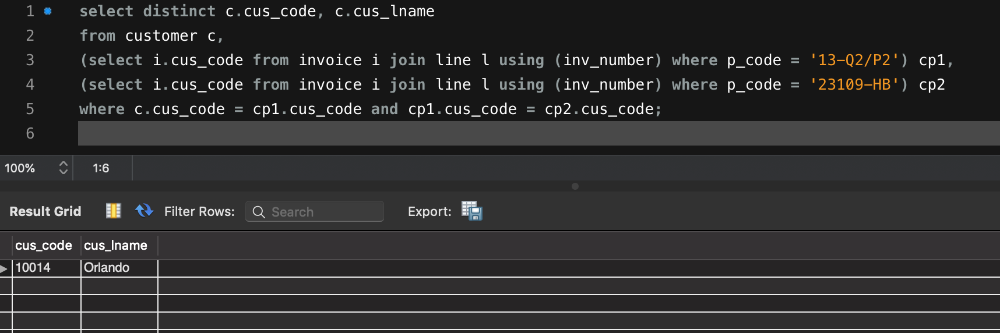 1 select distinct c.cus_code, c.cus_lname
2 from customer c,
3 (select i.cus_code from invoice i join line l using (inv_number) where p_code = '13-Q2/P2') cp1,
4 (select i.cus_code from invoice i join line l using (inv_number) where p_code = '23109-HB') cp2
5 where c.cus_code = cp1.cus_code and cp1.cus_code = cp2.cus_code;
6
100% 1:6
Result Grid Filter Rows: Search Export:
cus_code cus_lname
10014 Orlando